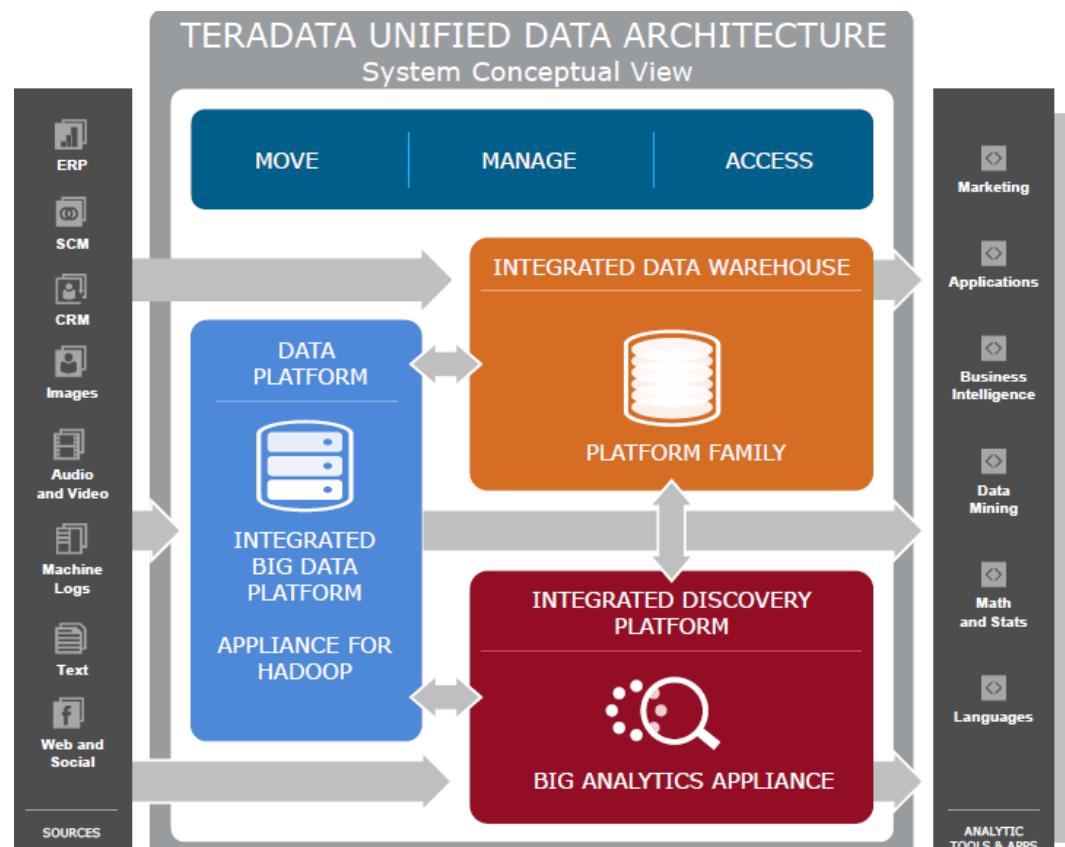 TERADATA UNIFIED DATA ARCHITECTURE
System Conceptual View
MOVE
MANAGE
ACCESS
ERP
SCM
CRM
Images
Audio
and Video
Machine
Logs
Text
Web and
Social
SOURCES
DATA
PLATFORM
INTEGRATED
BIG DATA
PLATFORM
APPLIANCE FOR
HADOOP
INTEGRATED DATA WAREHOUSE
PLATFORM FAMILY
INTEGRATED DISCOVERY
PLATFORM
BIG ANALYTICS APPLIANCE
Marketing
Applications
Business
Intelligence
Data
Mining
Math
and Stats
Languages
ANALYTIC
TOOLS & APPS